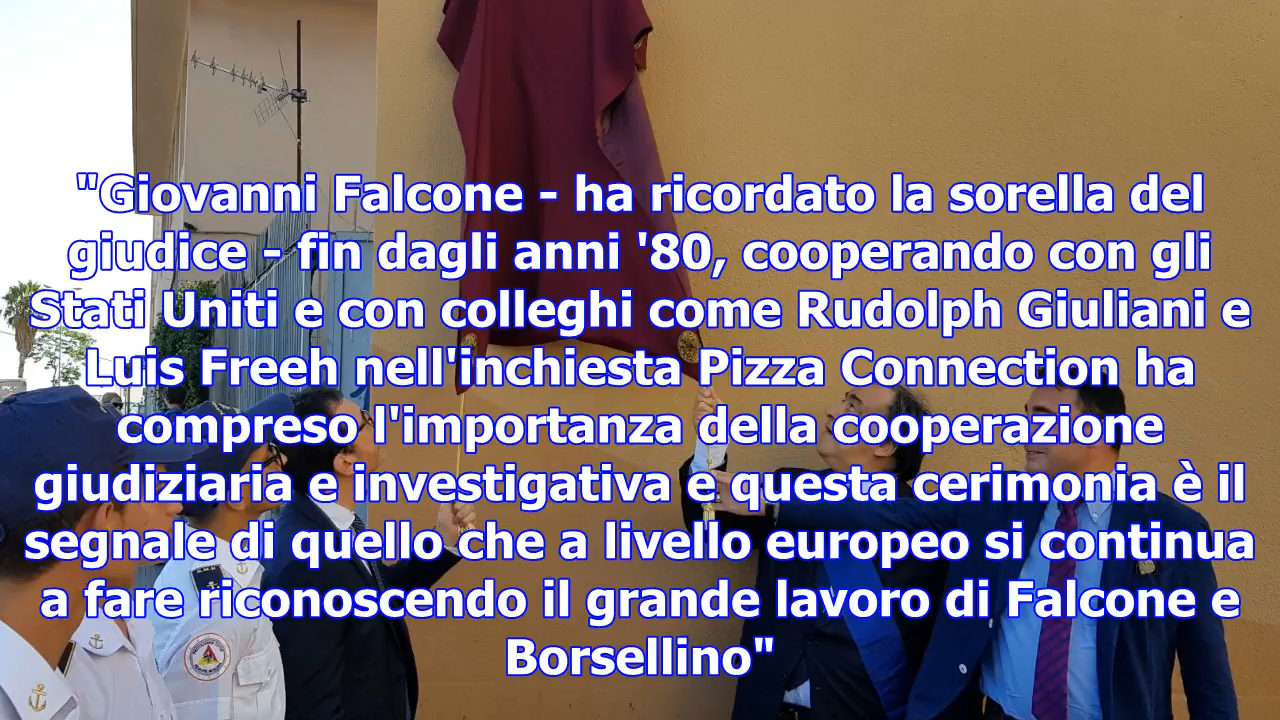 "Giovanni Falcone - ha ricordato la sorella del
giudice - fin dagli anni '80, cooperando con gli
Stati Uniti e con colleghi come Rudolph Giuliani e
Luis Freeh nell'inchiesta Pizza Connection ha
compreso l'importanza della cooperazione
giudiziaria e investigativa e questa cerimonia è il
segnale di quello che a livello europeo si continua
a fare riconoscendo il grande lavoro di Falcone e
Borsellino"